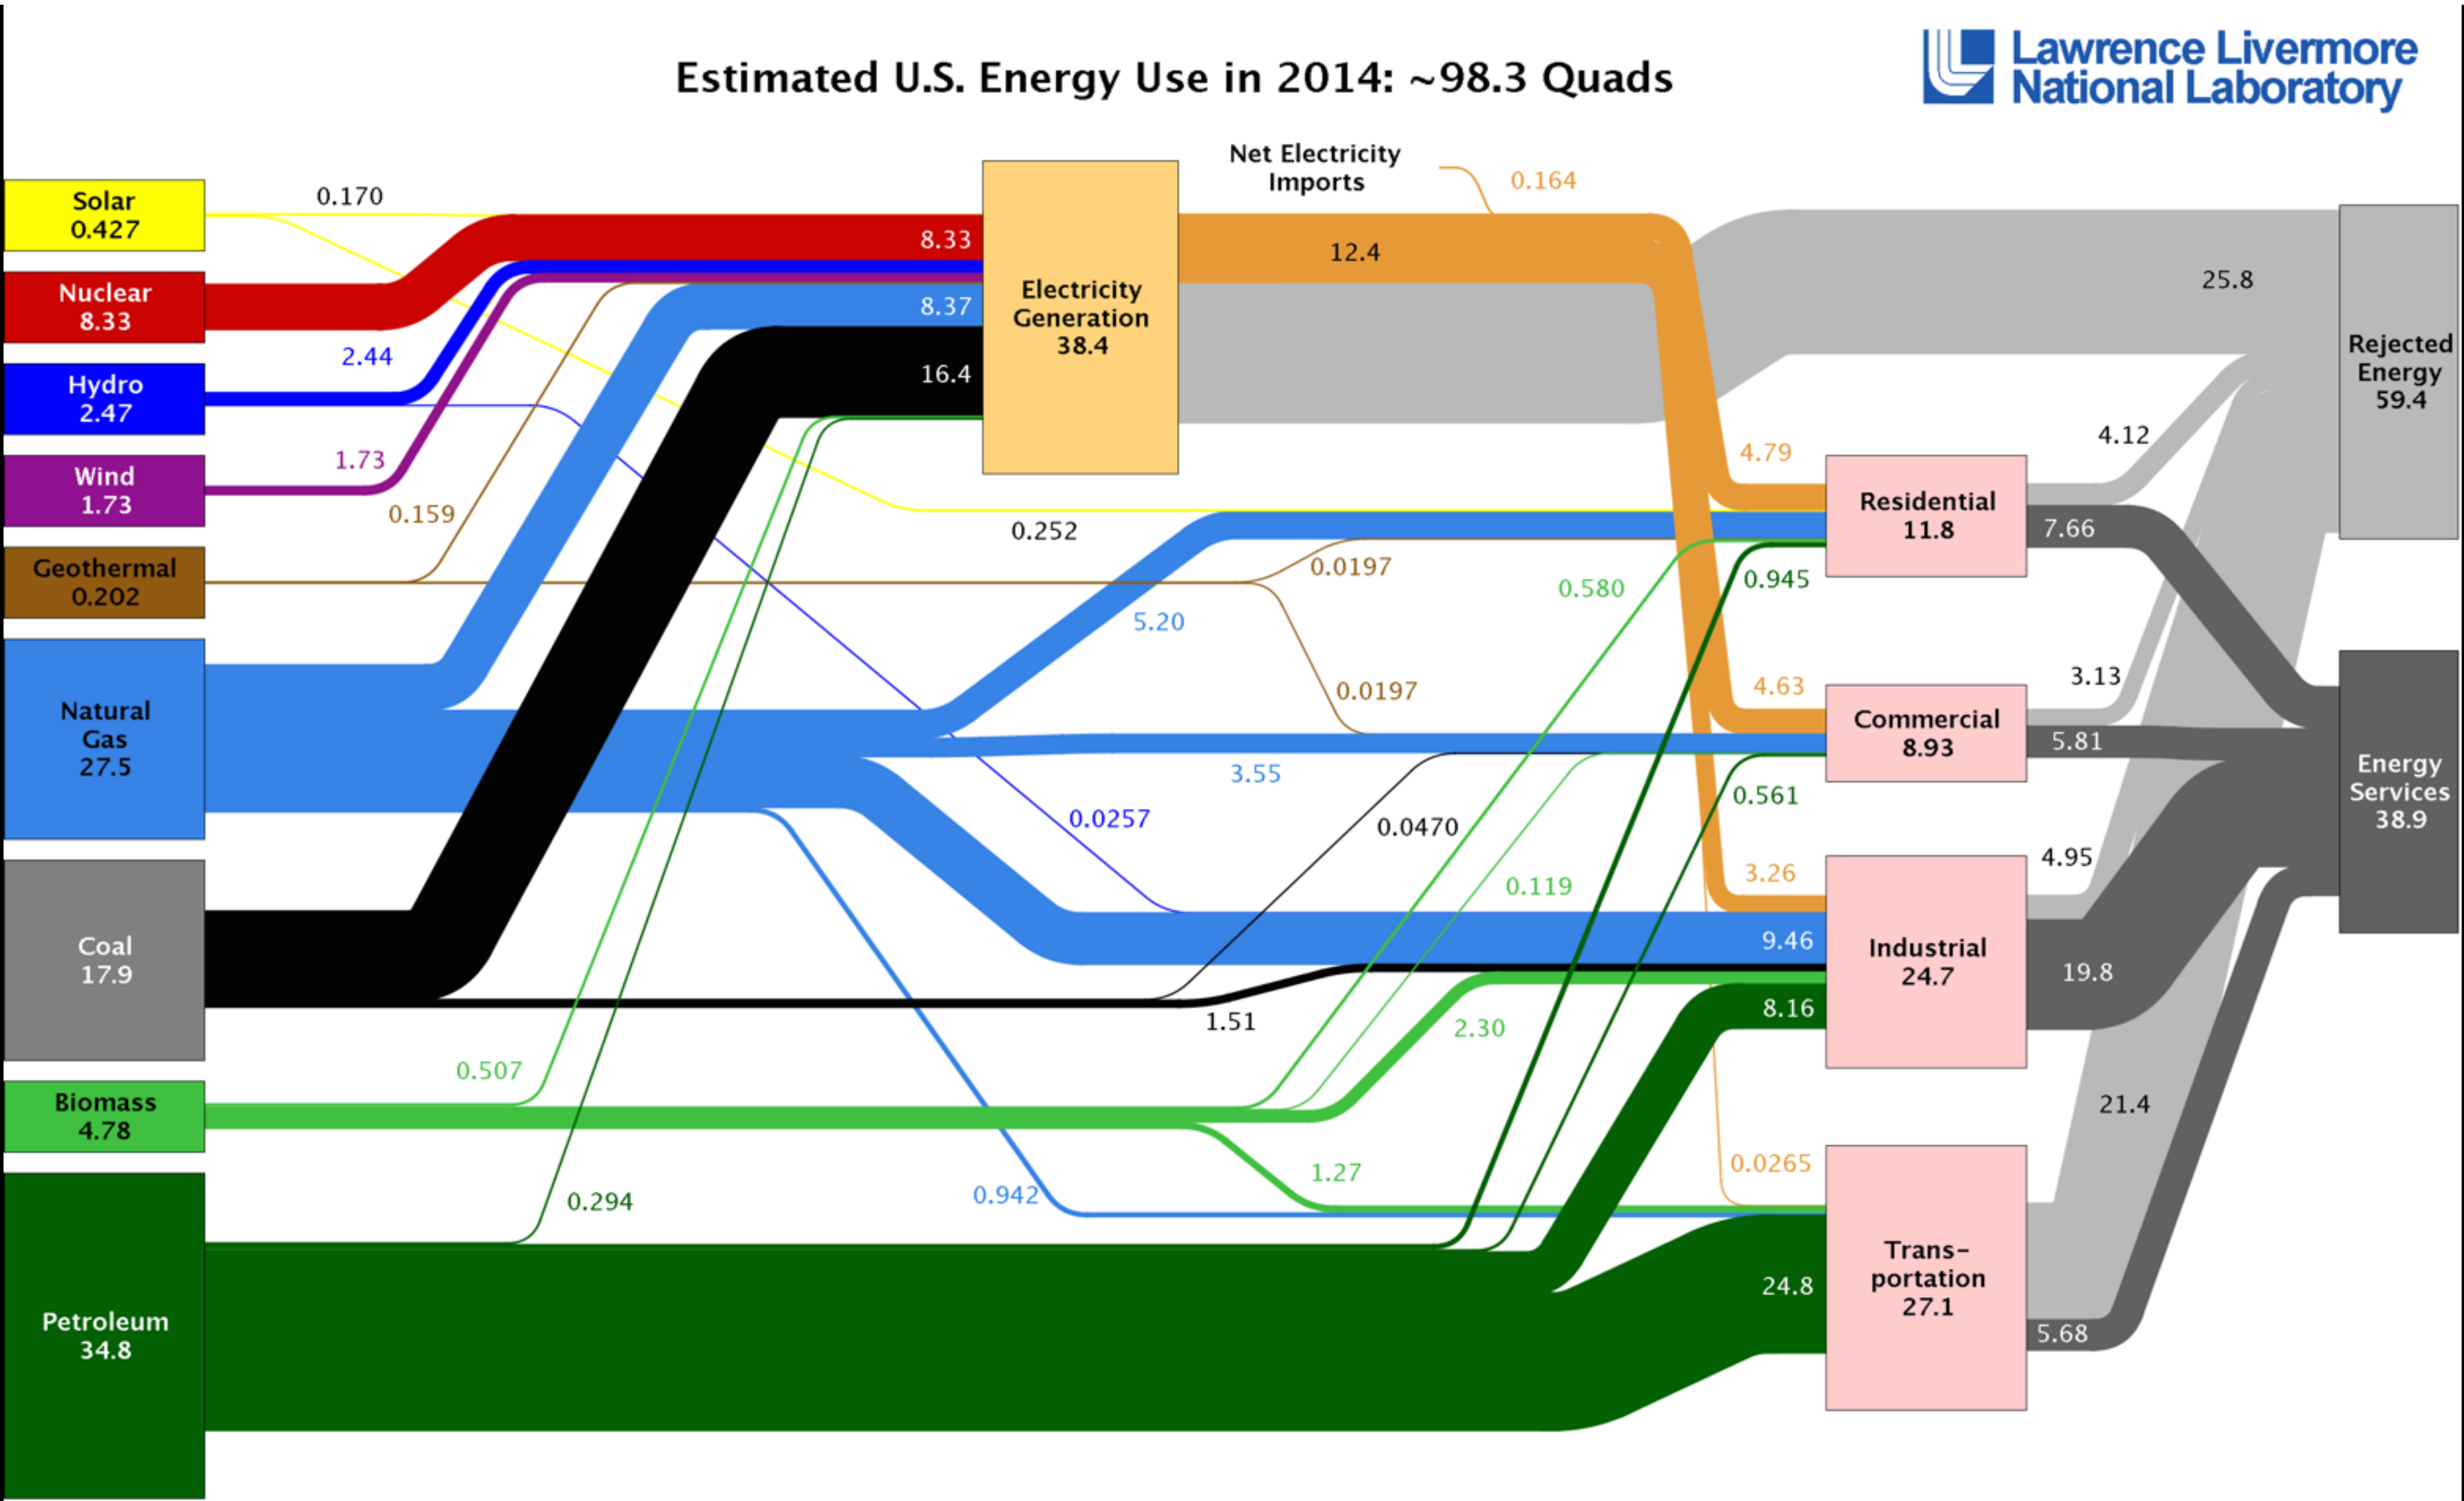 Lawrence Livermore
National Laboratory
Estimated U.S. Energy Use in 2014: ~98.3 Quads
Net Electricity
Imports
0.164
Solar
0.427
0.170
Nuclear
8.33
8.33
Hydro
2.47
2.44
Wind
1.73
1.73
Geothermal
0.202
0.159
Natural
Gas
27.5
8.37
Coal
17.9
16.4
Biomass
4.78
0.507
Petroleum
34.8
0.294
Electricity
Generation
38.4
12.4
25.8
0.252
0.0197
5.20
0.0197
3.55
0.0257
0.0470
0.580
0.119
1.51
2.30
0.942
1.27
4.79
0.945
4.63
0.561
3.26
9.46
8.16
0.0265
24.8
Residential
11.8
Commercial
8.93
Industrial
24.7
Trans-
portation
27.1
4.12
7.66
3.13
5.81
4.95
19.8
21.4
5.68
Rejected
Energy
59.4
Energy
Services
38.9